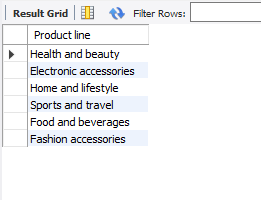 Result Grid Filter Rows:
Product line
Health and beauty
Electronic accessories
Home and lifestyle
Sports and travel
Food and beverages
Fashion accessories